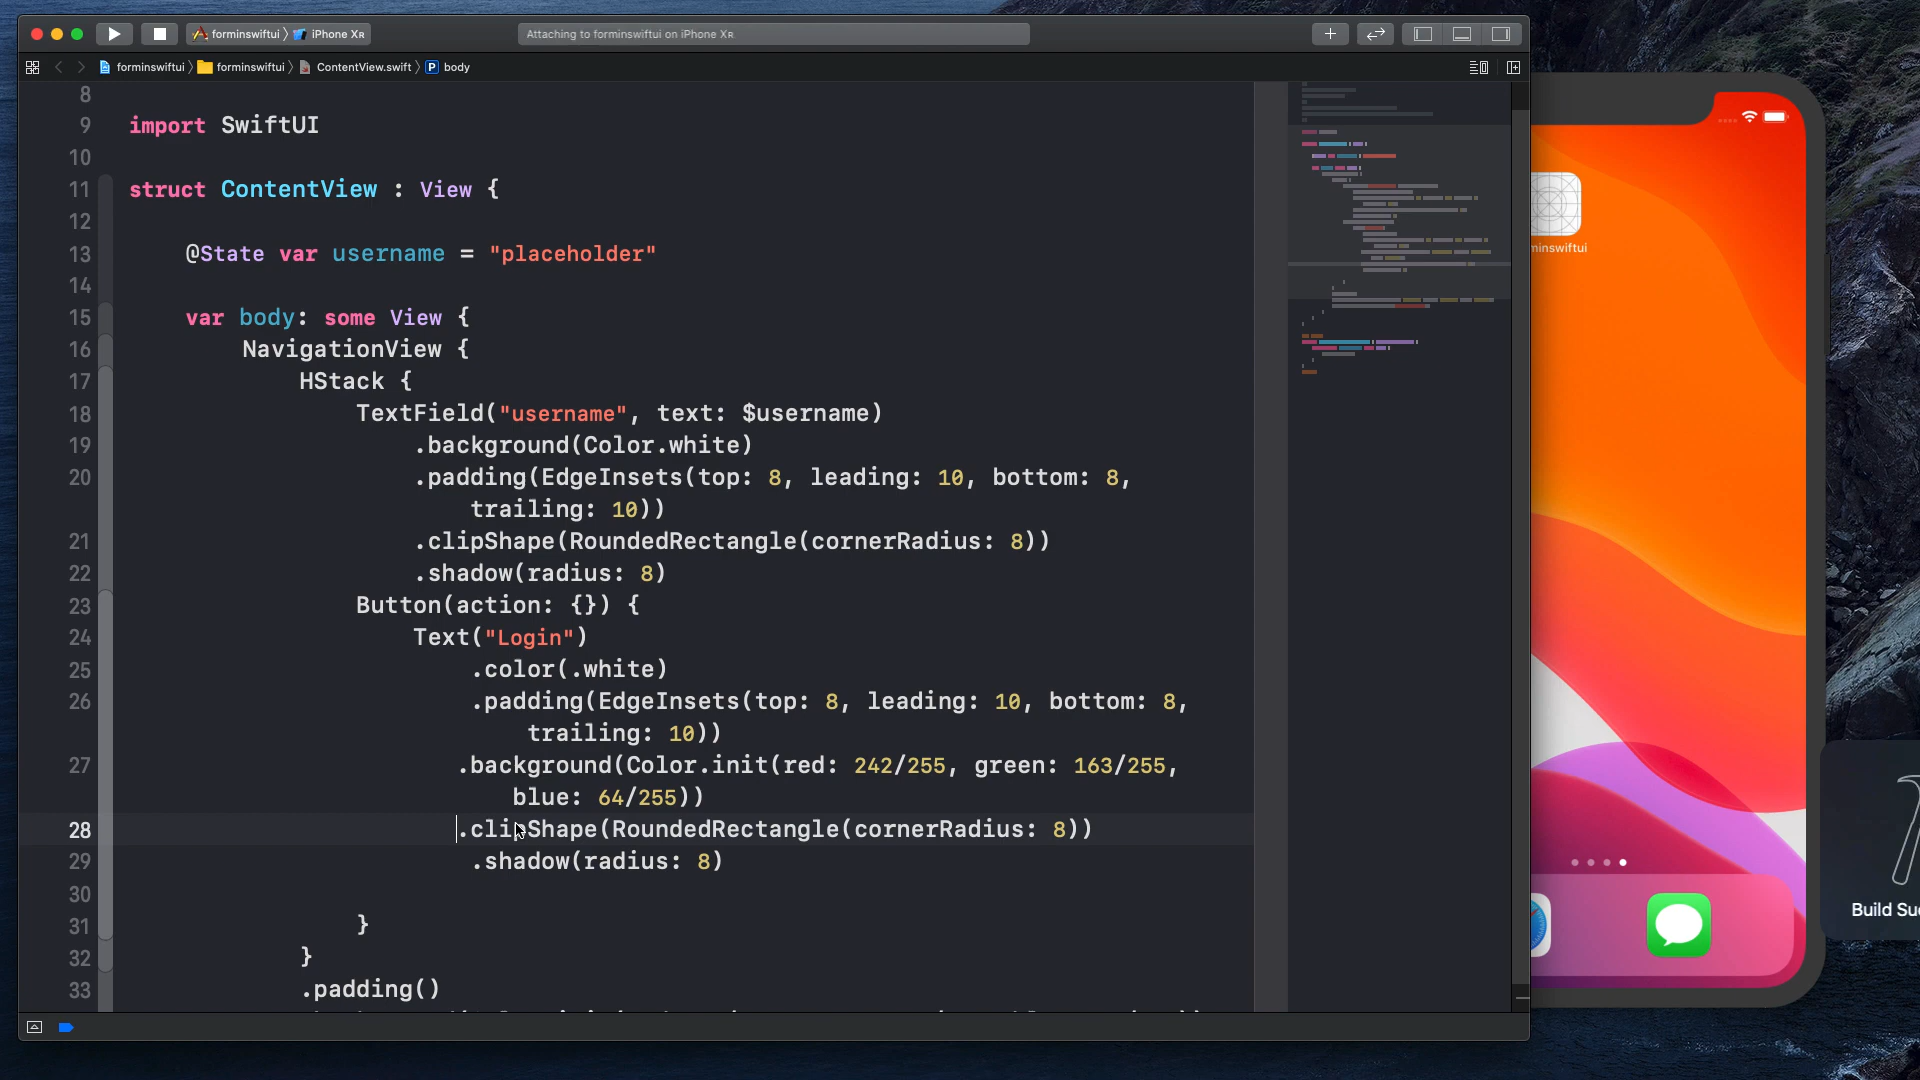 forminswiftui ⟩ iPhone XR
Attaching to forminswiftui on iPhone XR
forminswiftui ⟩ forminswiftui ⟩ ContentView.swift ⟩ P body
8
9 import SwiftUI
10
11 struct ContentView : View {
12
13 @State var username = "placeholder"
14
15 var body: some View {
16 NavigationView {
17 HStack {
18 TextField("username", text: $username)
19 .background(Color.white)
20 .padding(EdgeInsets(top: 8, leading: 10, bottom: 8,
trailing: 10))
21 .clipShape(RoundedRectangle(cornerRadius: 8))
22 .shadow(radius: 8)
23 Button(action: {}) {
24 Text("Login")
25 .color(.white)
26 .padding(EdgeInsets(top: 8, leading: 10, bottom: 8,
trailing: 10))
27 .background(Color.init(red: 242/255, green: 163/255,
blue: 64/255))
28 .clipShape(RoundedRectangle(cornerRadius: 8))
29 .shadow(radius: 8)
30
31 }
32 }
33 .padding()
minswiftui
Build Su